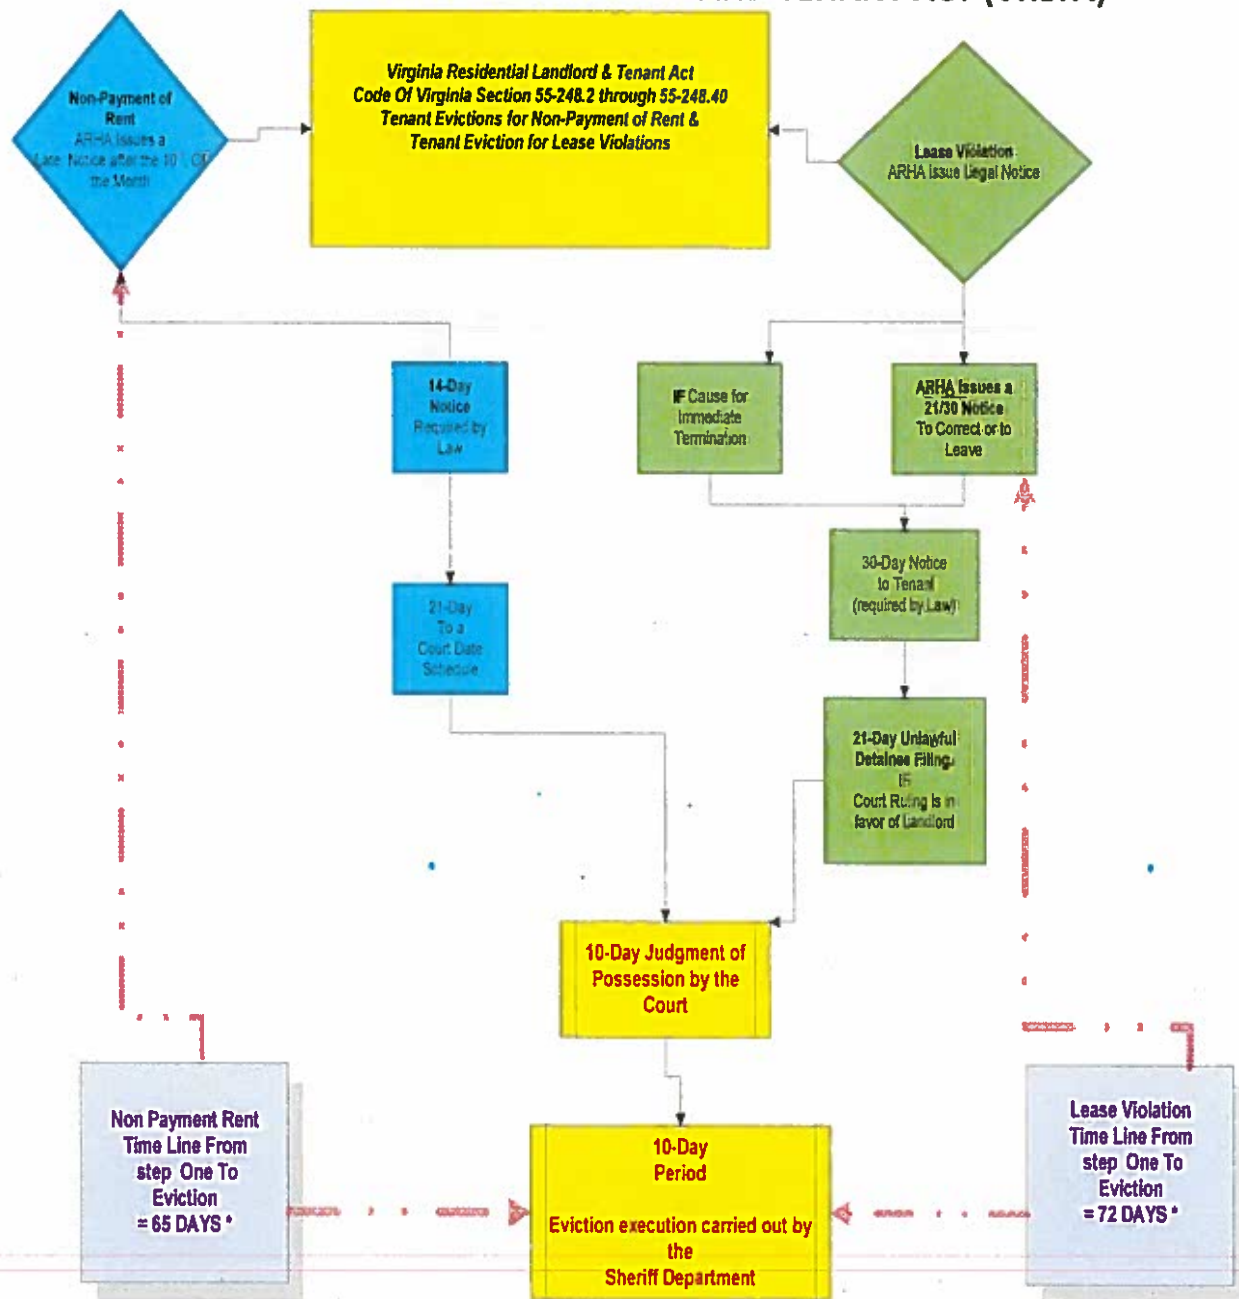 Virginia Residential Landlord & Tenant Act
Code Of Virginia Section 55-248.2 through 55-248.40
Tenant Evictions for Non-Payment of Rent &
Tenant Eviction for Lease Violations
Non-Payment of
Rent
ARHA Issues a
Late Notice after the 10
the Month
Lease Violation
ARHA Issue Legal Notice
14-Day
Notice
Required by
Law
IF Cause for
Immediate
Termination
ARHA Issues a
21/30 Notice
To Correct or to
Leave
30-Day Notice
to Tenant
(required by Law)
21-Day
To a
Court Date
Schedule
21-Day Unlawful
Detainee Filing.
IF
Court Ruling is in
favor of Landlord
10-Day Judgment of
Possession by the
Court
Non Payment Rent
Time Line From
step One To
Eviction
= 65 DAYS *
10-Day
Period
Eviction execution carried out by
the
Sheriff Department
Lease Violation
Time Line From
step One To
Eviction
= 72 DAYS *